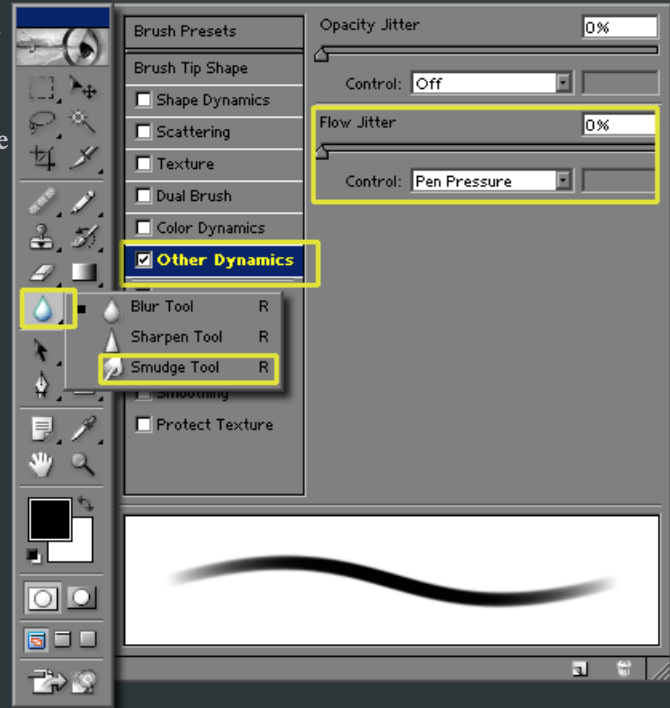 e
Brush Presets
Brush Tip Shape
Shape Dynamics
Scattering
Texture
Dual Brush
Color Dynamics
Other Dynamics
Blur Tool R
Sharpen Tool R
Smudge Tool R
Smoothing
Protect Texture
Opacity Jitter 0%
Control: Off
Flow Jitter 0%
Control: Pen Pressure